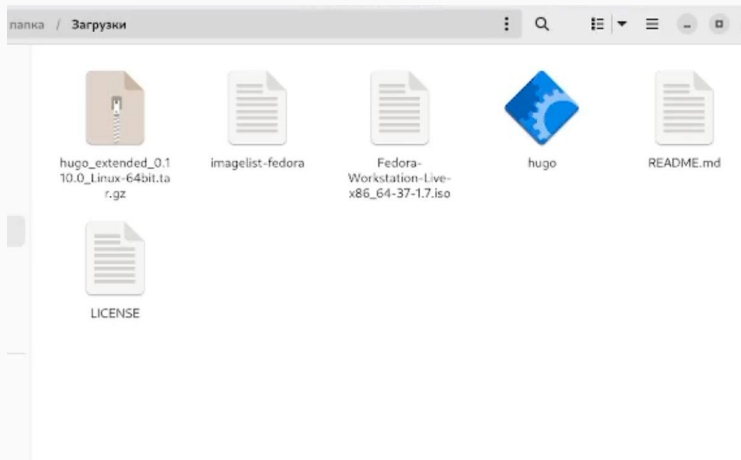 папка / Загрузки
hugo_extended_0.1
10.0_Linux-64bit.ta
r.gz
imagelist-fedora
Fedora-
Workstation-Live-
x86_64-37-1.7.iso
hugo
README.md
LICENSE